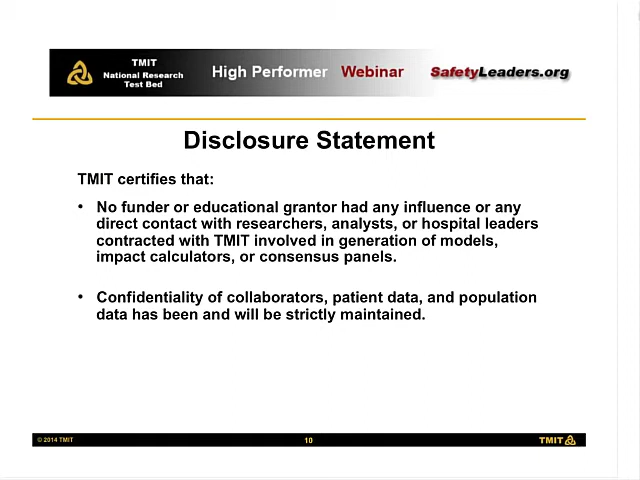 TMIT
National Research
Test Bed
High Performer Webinar
SafetyLeaders.org
Disclosure Statement
TMIT certifies that:
• No funder or educational grantor had any influence or any
direct contact with researchers, analysts, or hospital leaders
contracted with TMIT involved in generation of models,
impact calculators, or consensus panels.
• Confidentiality of collaborators, patient data, and population
data has been and will be strictly maintained.
© 2014 TMIT
10
TMIT